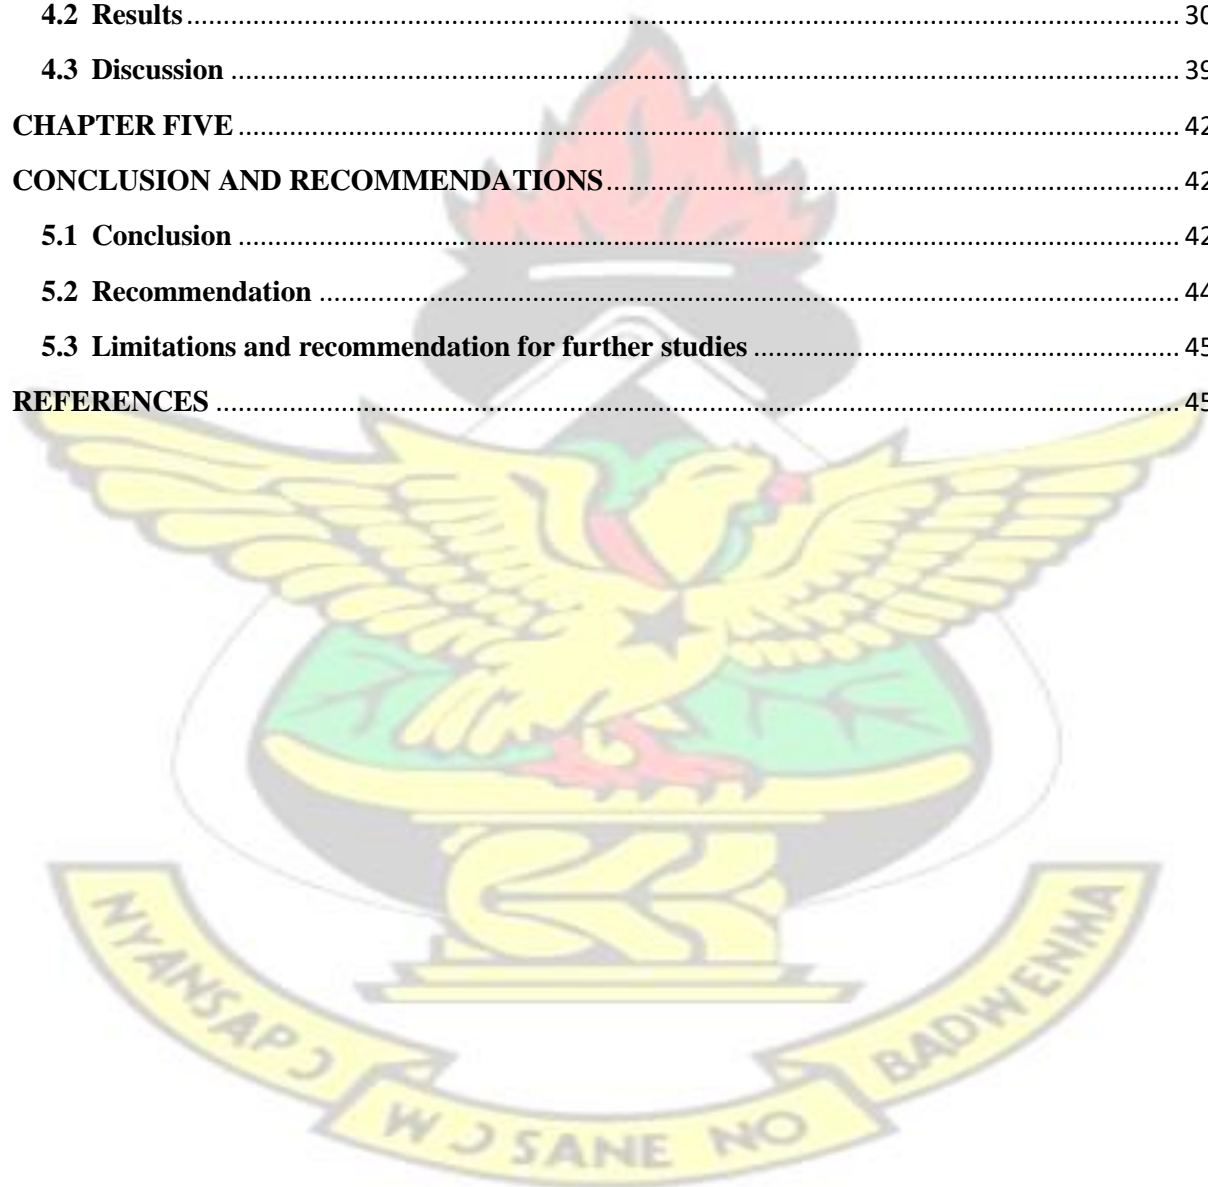 4.2 Results........................................ 30
4.3 Discussion........................................ 39
CHAPTER FIVE........................................ 42
CONCLUSION AND RECOMMENDATIONS........................................ 42
5.1 Conclusion........................................ 42
5.2 Recommendation........................................ 44
5.3 Limitations and recommendation for further studies........................................ 45
REFERENCES........................................ 45
NYANSAPƆ
WƆSANE NO
BADWENMA